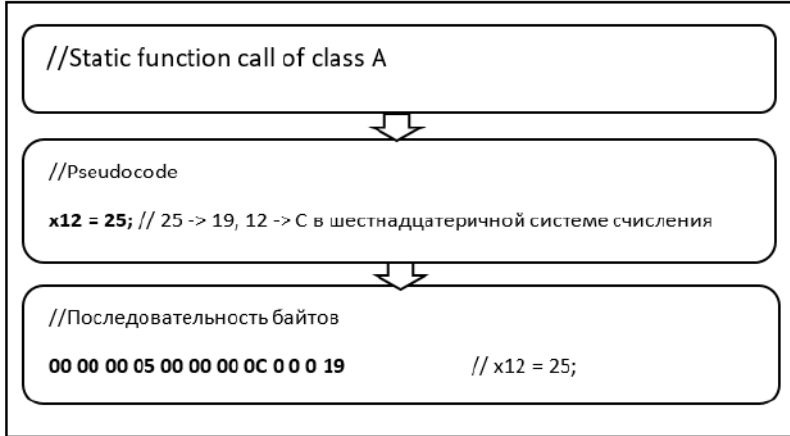 //Static function call of class A
//Pseudocode
x12 = 25; // 25 -> 19, 12 -> C в шестнадцатеричной системе счисления
//Последовательность байтов
00 00 00 05 00 00 00 0C 0 0 0 19 // x12 = 25;